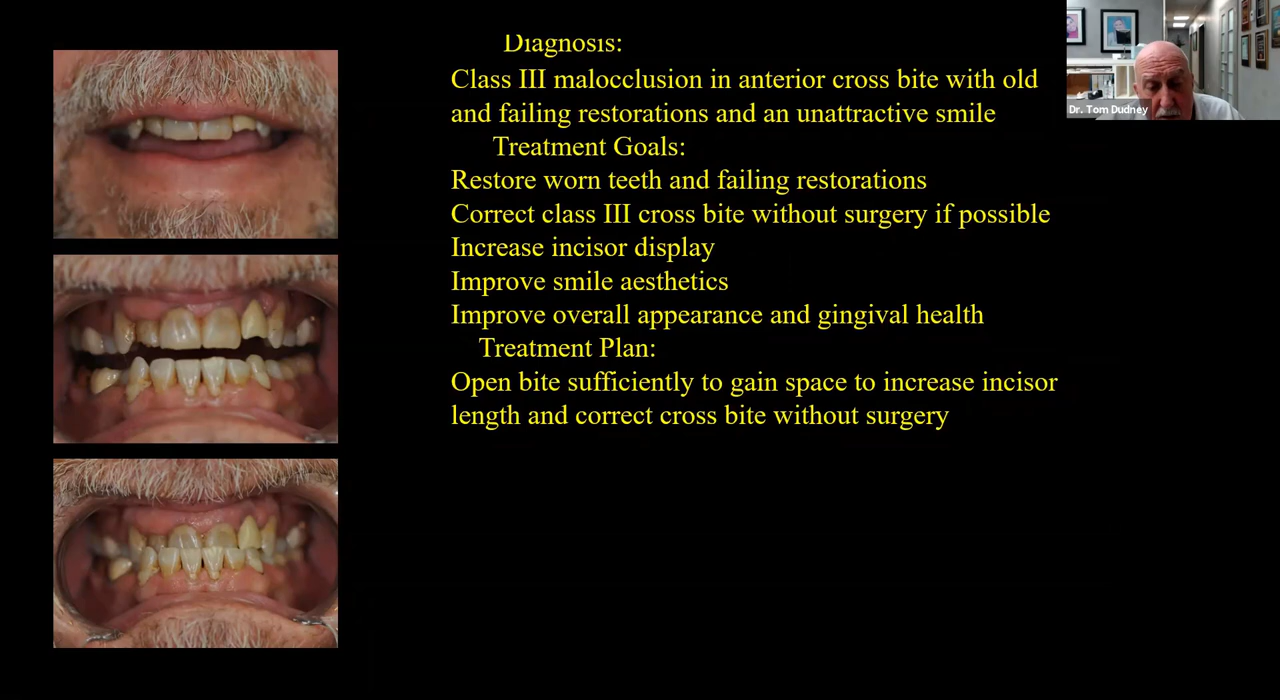 Diagnosis:
Class III malocclusion in anterior cross bite with old
and failing restorations and an unattractive smile
Treatment Goals:
Restore worn teeth and failing restorations
Correct class III cross bite without surgery if possible
Increase incisor display
Improve smile aesthetics
Improve overall appearance and gingival health
Treatment Plan:
Open bite sufficiently to gain space to increase incisor
length and correct cross bite without surgery
Dr. Tom Dudney